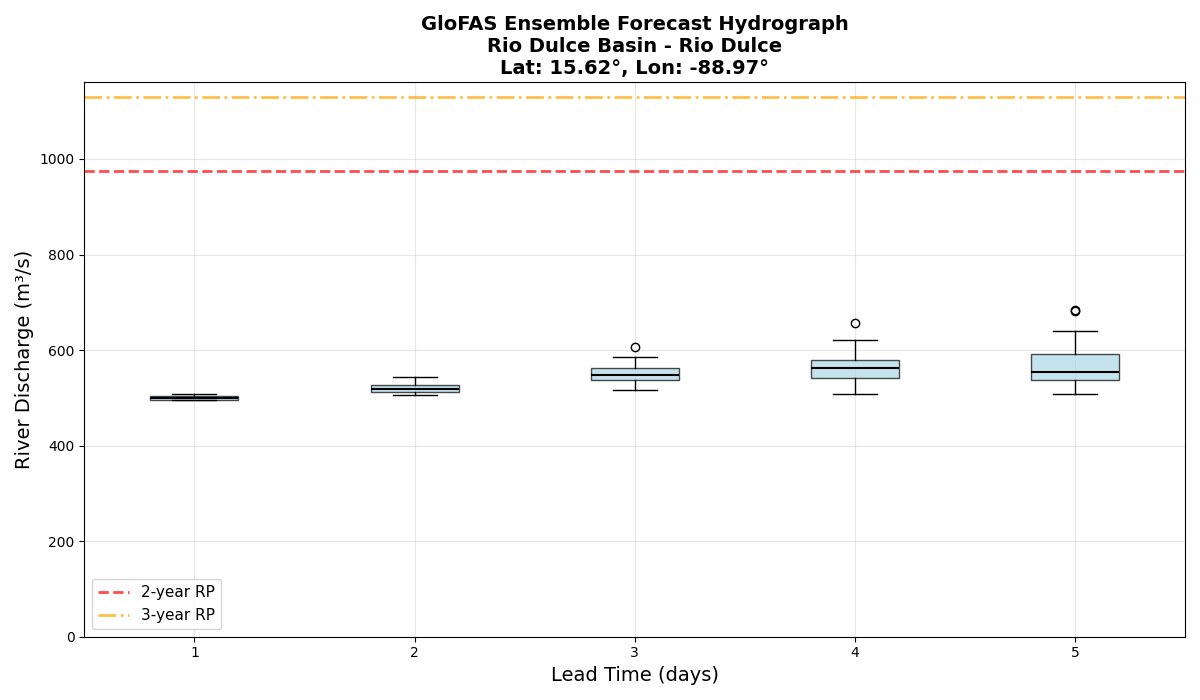 GloFAS Ensemble Forecast Hydrograph
Rio Dulce Basin - Rio Dulce
Lat: 15.62°, Lon: -88.97°
River Discharge (m³/s)
1000
800
600
400
200
0
2-year RP
3-year RP
1 2 3 4 5
Lead Time (days)